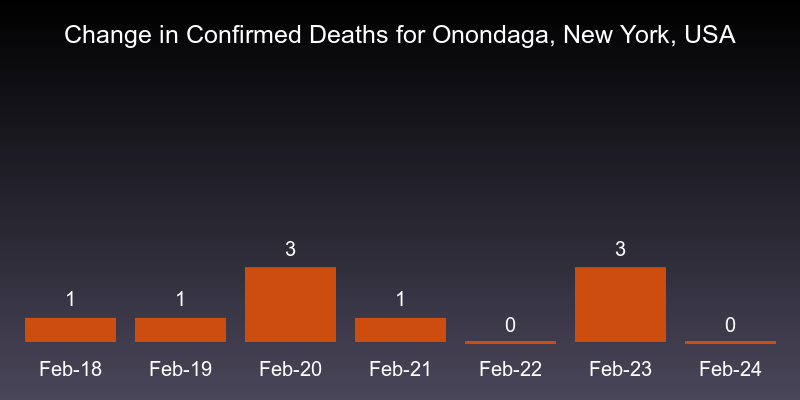 Change in Confirmed Deaths for Onondaga, New York, USA
1 1 3 1 0 3 0
Feb-18 Feb-19 Feb-20 Feb-21 Feb-22 Feb-23 Feb-24